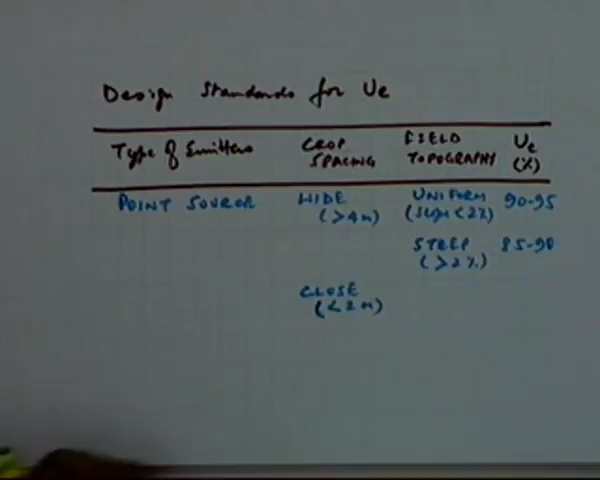 Design Standards for Ue
Type of Emitters CROP SPACING FIELD TOPOGRAPHY Ue (%)
POINT SOURCE WIDE (>4m) UNIFORM (slope<2%) 90-95
STEEP (>2%) 85-90
CLOSE (<2m)